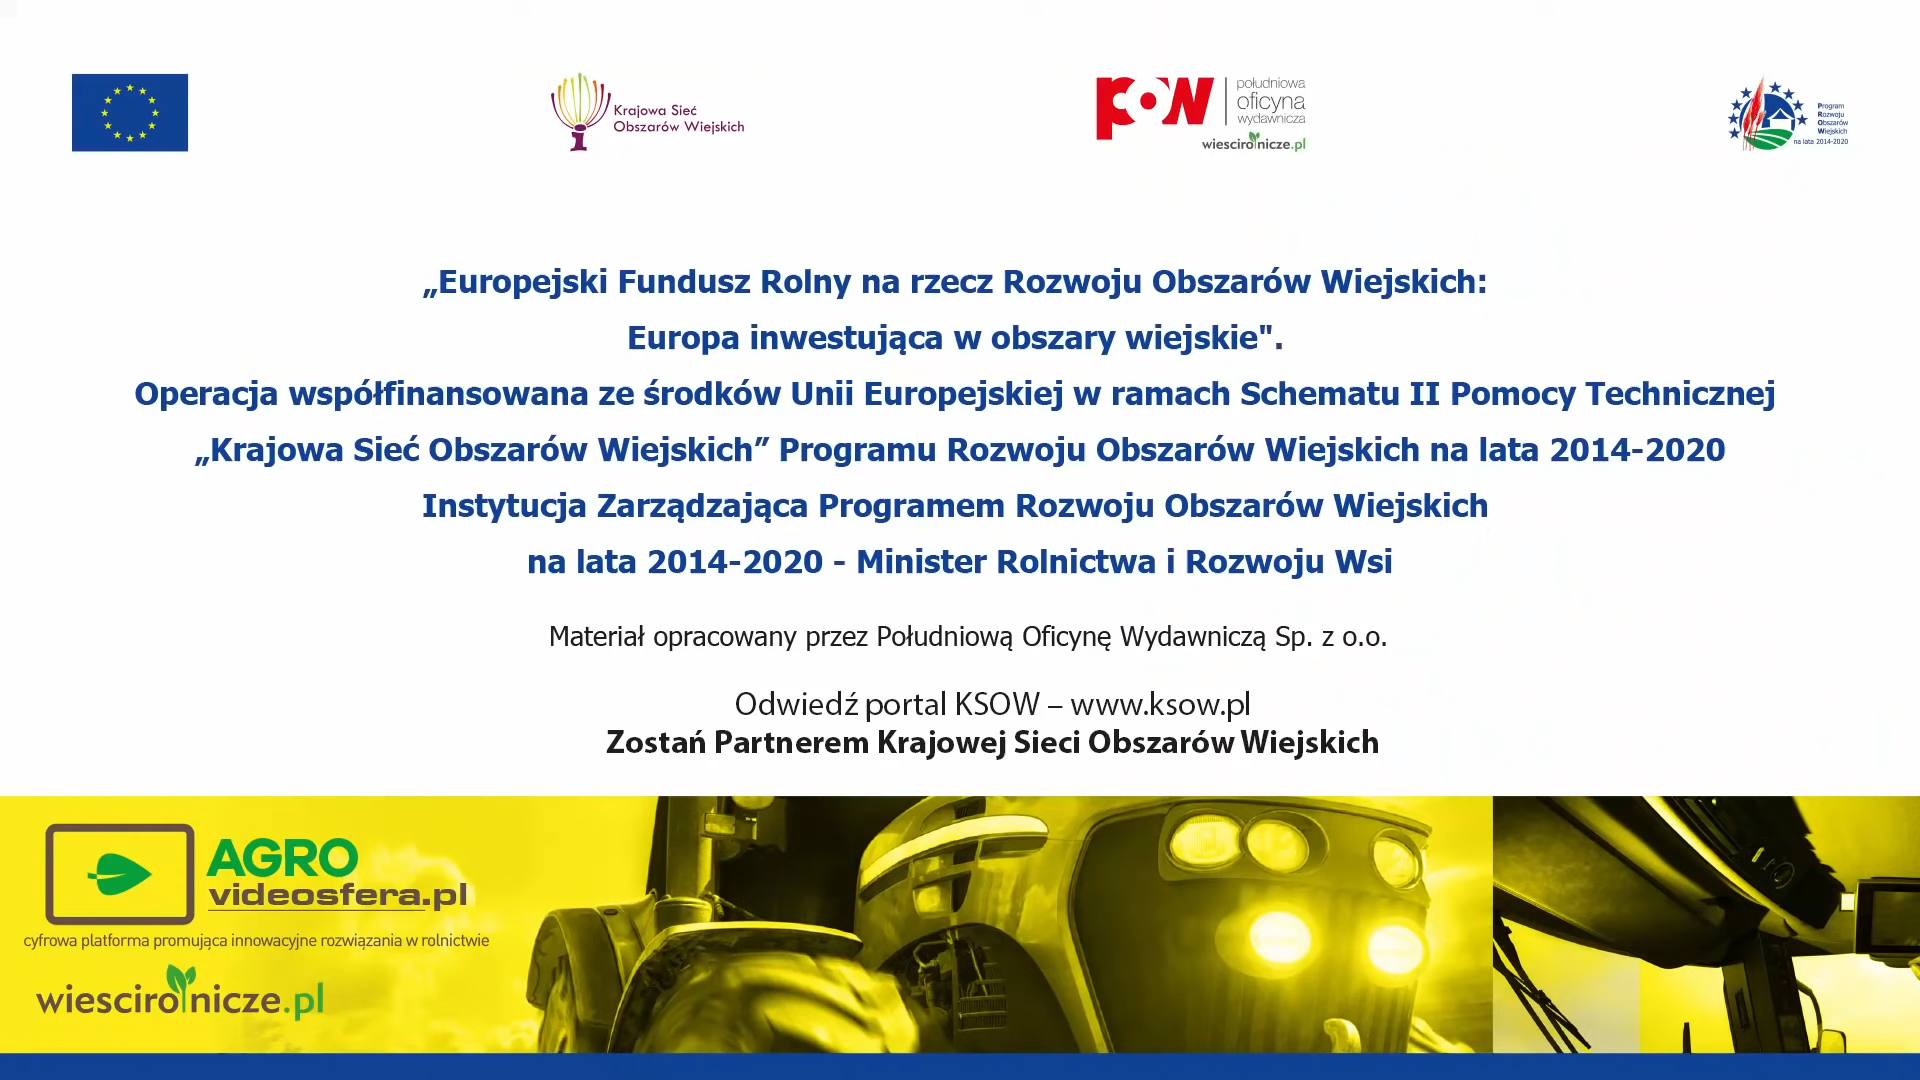 Krajowa Sieć
Obszarów Wiejskich
pow
południowa
oficyna
wydawnicza
wiescirolnicze.pl
Program
Rozwoju
Obszarów
Wiejskich
na lata 2014-2020
„Europejski Fundusz Rolny na rzecz Rozwoju Obszarów Wiejskich:
Europa inwestująca w obszary wiejskie".
Operacja współfinansowana ze środków Unii Europejskiej w ramach Schematu II Pomocy Technicznej
„Krajowa Sieć Obszarów Wiejskich” Programu Rozwoju Obszarów Wiejskich na lata 2014-2020
Instytucja Zarządzająca Programem Rozwoju Obszarów Wiejskich
na lata 2014-2020 - Minister Rolnictwa i Rozwoju Wsi
Materiał opracowany przez Południową Oficynę Wydawniczą Sp. z o.o.
Odwiedź portal KSOW – www.ksow.pl
Zostań Partnerem Krajowej Sieci Obszarów Wiejskich
AGRO
videosfera.pl
cyfrowa platforma promująca innowacyjne rozwiązania w rolnictwie
wiescirolnicze.pl